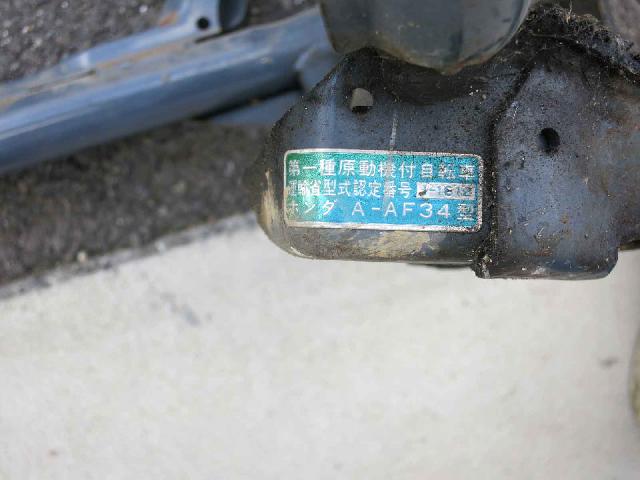 第一種原動機付自転車
運輸省型式認定番号
ホンダ A-AF34型